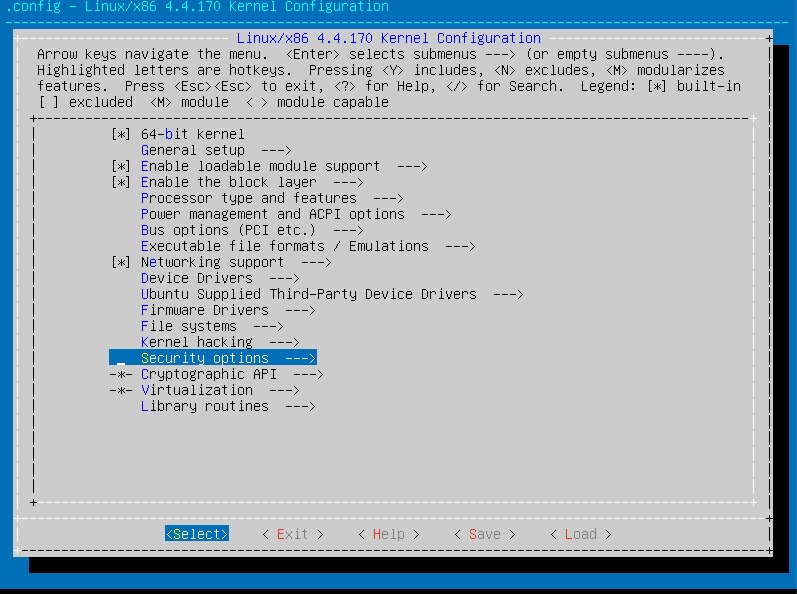 .config - Linux/x86 4.4.170 Kernel Configuration
Linux/x86 4.4.170 Kernel Configuration
Arrow keys navigate the menu.  <Enter> selects submenus ---> (or empty submenus ----).
Highlighted letters are hotkeys.  Pressing <Y> includes, <N> excludes, <M> modularizes
features.  Press <Esc><Esc> to exit, <?> for Help, </> for Search.  Legend: [*] built-in
[ ] excluded  <M> module  < > module capable
[*] 64-bit kernel
General setup  --->
[*] Enable loadable module support  --->
[*] Enable the block layer  --->
Processor type and features  --->
Power management and ACPI options  --->
Bus options (PCI etc.)  --->
Executable file formats / Emulations  --->
[*] Networking support  --->
Device Drivers  --->
Ubuntu Supplied Third-Party Device Drivers  --->
Firmware Drivers  --->
File systems  --->
Kernel hacking  --->
Security options  --->
-*- Cryptographic API  --->
-*- Virtualization  --->
Library routines  --->
<Select>    < Exit >    < Help >    < Save >    < Load >